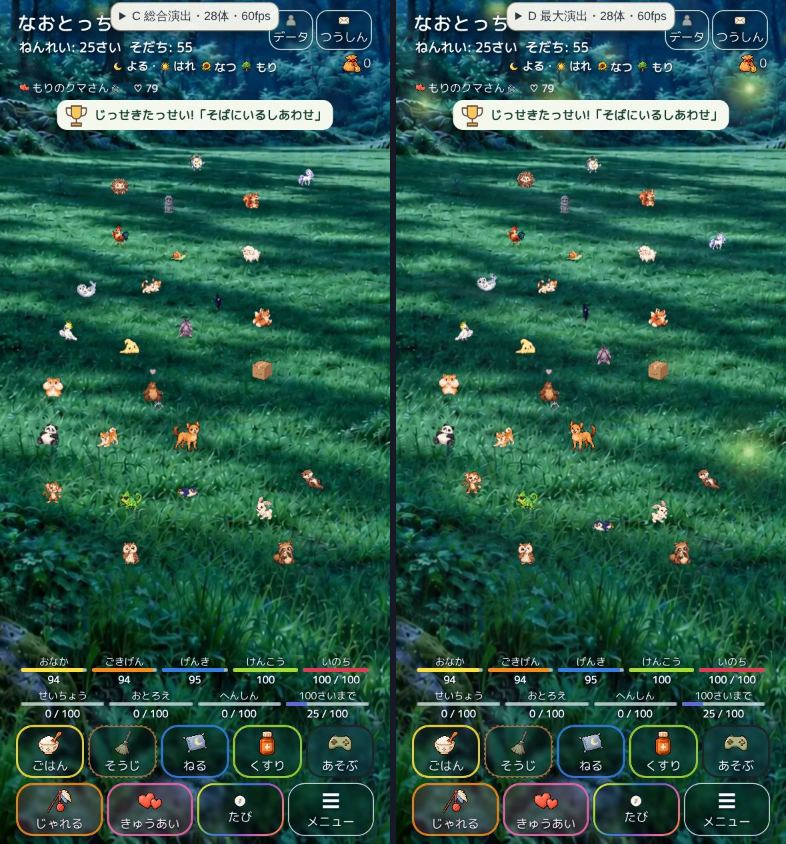 ▶ C 総合演出・28体・60fps
なおとっち
データ
つうしん
ねんれい: 25さい そだち: 55
よる・はれ なつ もり
0
もりのクマさん ♡ 79
じっせきたっせい!「そばにいるしあわせ」
おなか ごきげん げんき けんこう いのち
94 94 95 100 100 / 100
せいちょう おとろえ へんしん 100さいまで
0 / 100 0 / 100 0 / 100 25 / 100
ごはん そうじ ねる くすり あそぶ
じゃれる きゅうあい たび メニュー
▶ D 最大演出・28体・60fps
なおとっち
データ
つうしん
ねんれい: 25さい そだち: 55
よる・はれ なつ もり
0
もりのクマさん ♡ 79
じっせきたっせい!「そばにいるしあわせ」
おなか ごきげん げんき けんこう いのち
94 94 95 100 100 / 100
せいちょう おとろえ へんしん 100さいまで
0 / 100 0 / 100 0 / 100 25 / 100
ごはん そうじ ねる くすり あそぶ
じゃれる きゅうあい たび メニュー